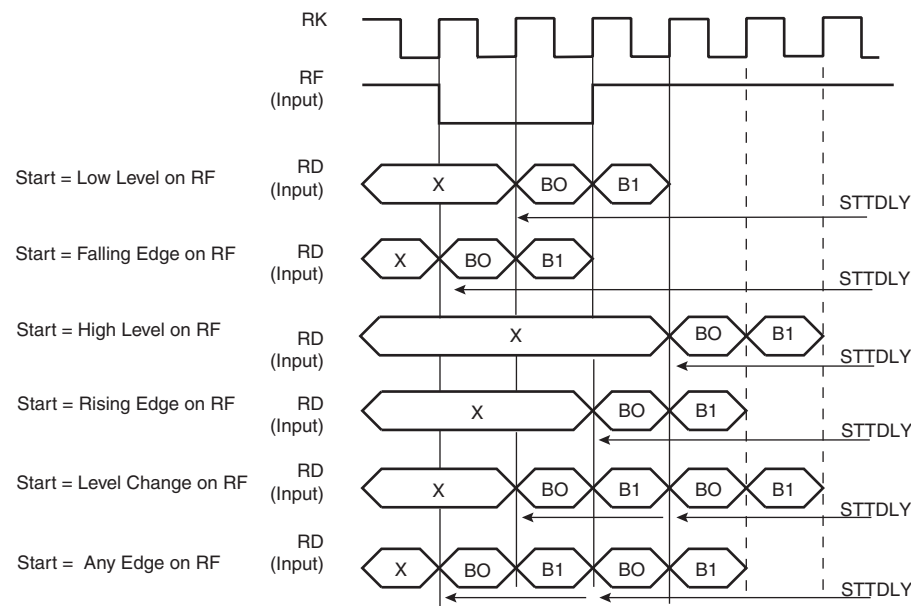 RK
RF
(Input)
Start = Low Level on RF
RD
(Input)
X
BO
B1
STTDLY
Start = Falling Edge on RF
RD
(Input)
X
BO
B1
STTDLY
Start = High Level on RF
RD
(Input)
X
BO
B1
STTDLY
Start = Rising Edge on RF
RD
(Input)
X
BO
B1
STTDLY
Start = Level Change on RF
RD
(Input)
X
BO
B1
BO
B1
STTDLY
Start = Any Edge on RF
RD
(Input)
X
BO
B1
BO
B1
STTDLY